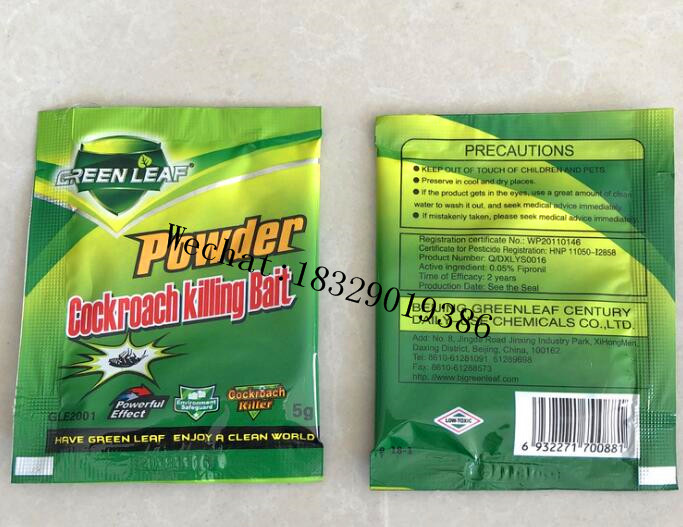 GREEN LEAF®
Powder
Cockroach Killing Bait
Powerful
Effect
Environment
Safeguard
Cockroach
Killer
GLE2001
5g
HAVE GREEN LEAF ENJOY A CLEAN WORLD
Wechat:18329019386
PRECAUTIONS
● KEEP OUT OF TOUCH OF CHILDREN AND PETS
● Preserve in cool and dry places.
● If the product gets in the eyes, use a great amount of clean
water to wash it out, and seek medical advice immediately.
● If mistakenly taken, please seek medical advice immediately
Registration certificate No.: WP20110146
Certificate for Pesticide Registration: HNP 11050-I2858
Product Number: Q/DXLYS0016
Active ingredient: 0.05% Fipronil
Time of Efficacy: 2 years
Production Date: See the Seal
BEIJING GREENLEAF CENTURY
CHEMICALS CO.,LTD.
Add: No. 8, Jingda Road Jinxing Industry Park, XiHongMen,
Daxing District, Beijing, China, 100162
Tel: 8610-61281091, 61289698
Fax: 8610-61288573
http://www.bigreenleaf.com
LOW-TOXIC
6 932271 700881